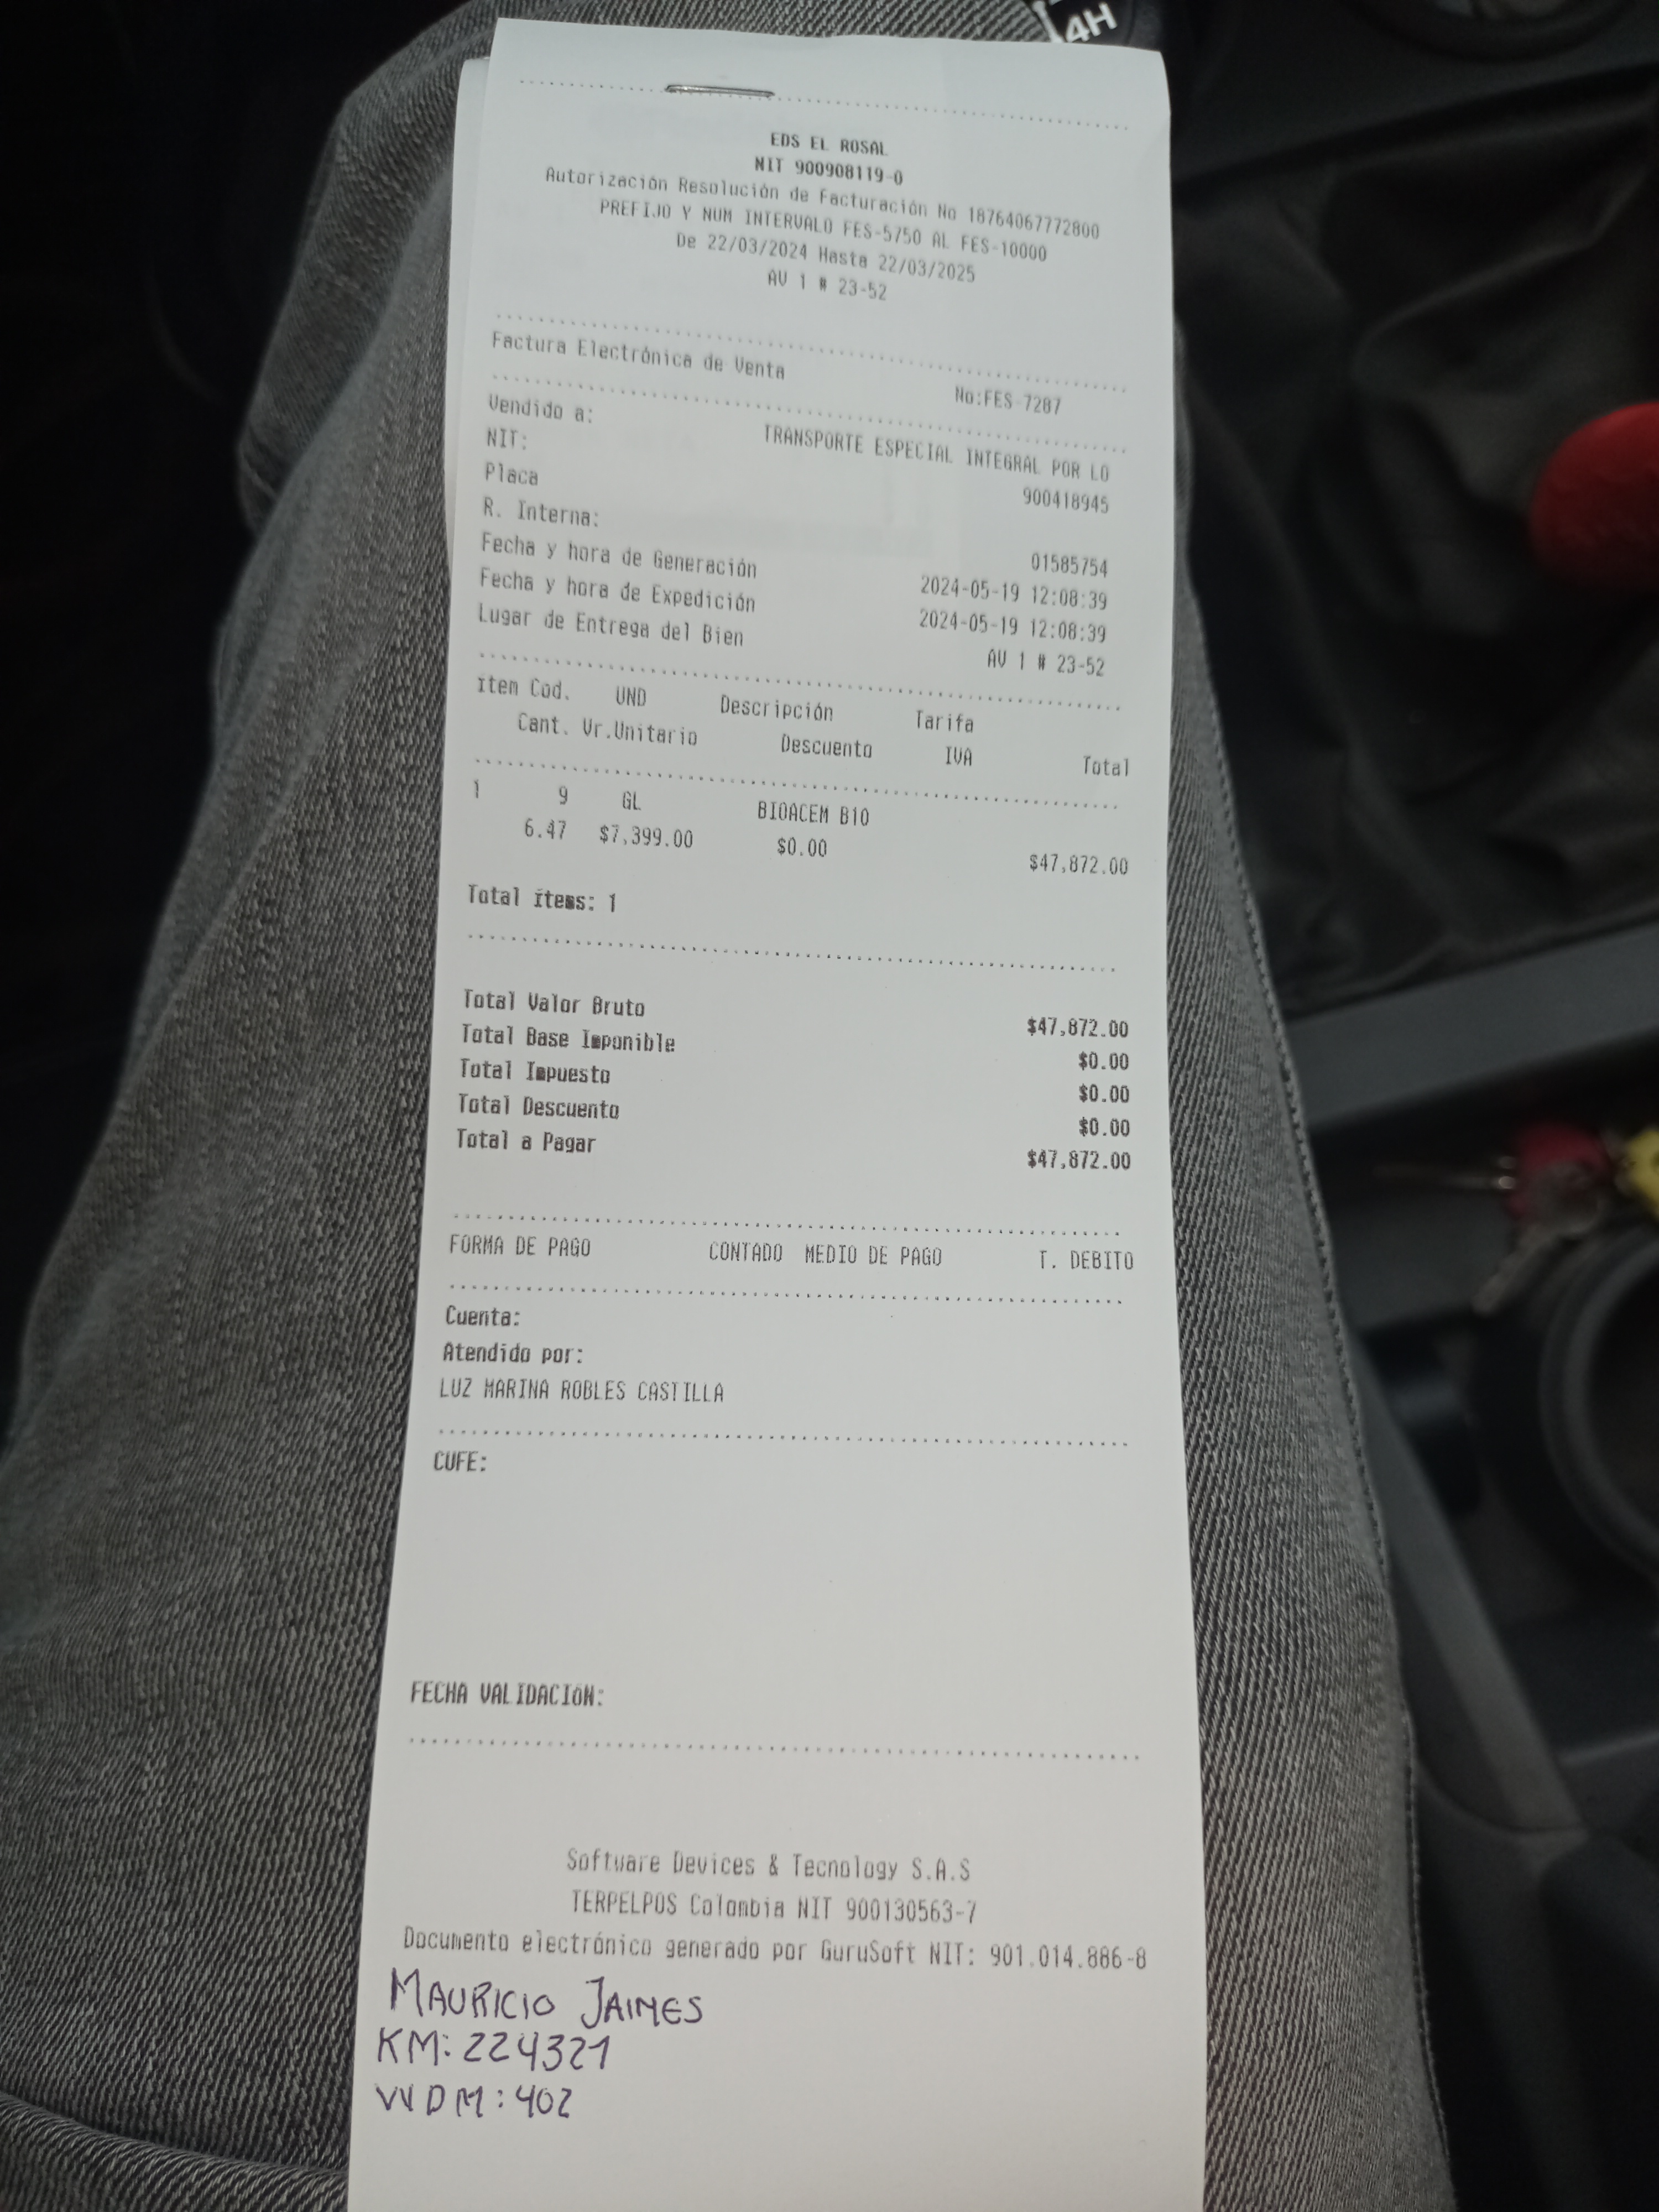 4H
EDS EL ROSAL
NIT 900908119-0
Autorización Resolución de Facturación No 18764067772800
PREFIJO Y NUM INTERVALO FES-5750 AL FES-10000
De 22/03/2024 Hasta 22/03/2025
AV 1 # 23-52
Factura Electrónica de Venta No:FES-7287
Vendido a: TRANSPORTE ESPECIAL INTEGRAL POR LO
NIT: 900418945
Placa
R. Interna: 01585754
Fecha y hora de Generación 2024-05-19 12:08:39
Fecha y hora de Expedición 2024-05-19 12:08:39
Lugar de Entrega del Bien AV 1 # 23-52
ítem Cod. UND Descripción Tarifa
Cant. Vr.Unitario Descuento IVA Total
1 9 GL BIOACEM B10
6.47 $7,399.00 $0.00 $47,872.00
Total ítems: 1
Total Valor Bruto $47,872.00
Total Base Imponible $0.00
Total Impuesto $0.00
Total Descuento $0.00
Total a Pagar $47,872.00
FORMA DE PAGO CONTADO MEDIO DE PAGO T. DEBITO
Cuenta:
Atendido por:
LUZ MARINA ROBLES CASTILLA
CUFE:
FECHA VALIDACIóN:
Software Devices & Tecnology S.A.S
TERPELPOS Colombia NIT 900130563-7
Documento electrónico generado por GuruSoft NIT: 901.014.886-8
MAURICIO JAIMES
KM: 224321
WDM: 402